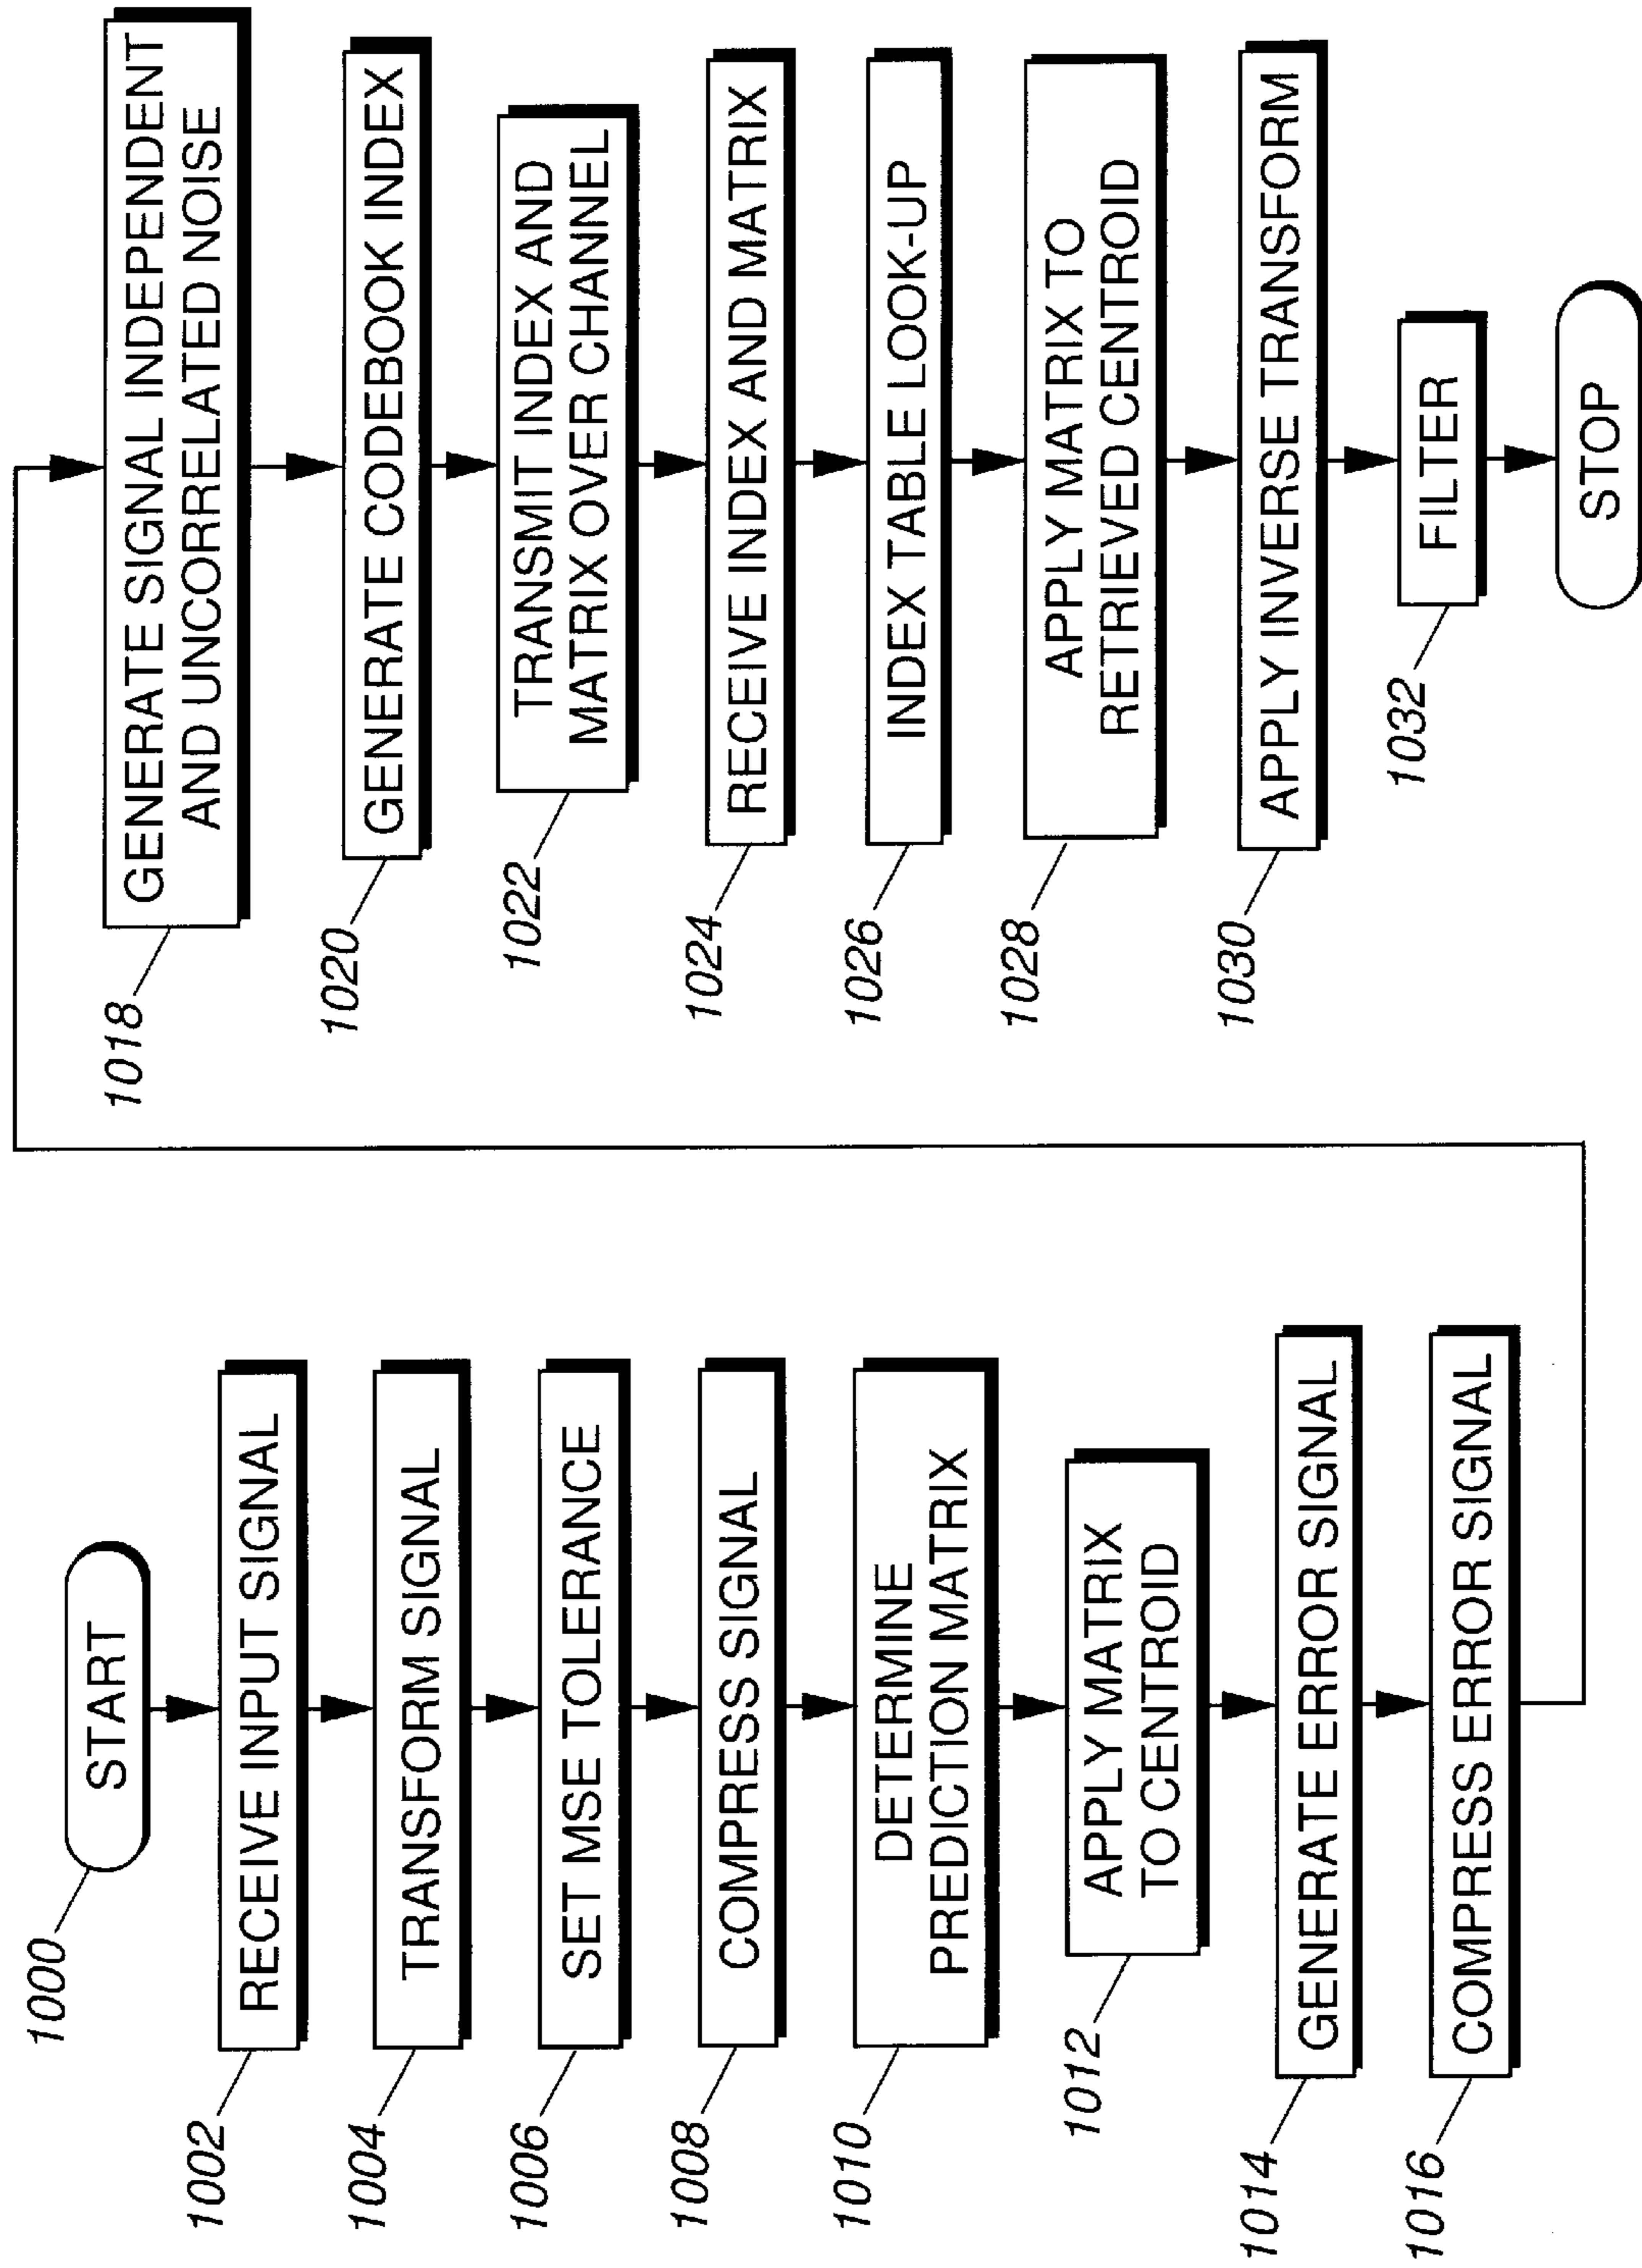 1000
START
1002
RECEIVE INPUT SIGNAL
1004
TRANSFORM SIGNAL
1006
SET MSE TOLERANCE
1008
COMPRESS SIGNAL
1010
DETERMINE
PREDICTION MATRIX
1012
APPLY MATRIX
TO CENTROID
1014
GENERATE ERROR SIGNAL
1016
COMPRESS ERROR SIGNAL
1018
GENERATE SIGNAL INDEPENDENT
AND UNCORRELATED NOISE
1020
GENERATE CODEBOOK INDEX
1022
TRANSMIT INDEX AND
MATRIX OVER CHANNEL
1024
RECEIVE INDEX AND MATRIX
1026
INDEX TABLE LOOK-UP
1028
APPLY MATRIX TO
RETRIEVED CENTROID
1030
APPLY INVERSE TRANSFORM
1032
FILTER
STOP